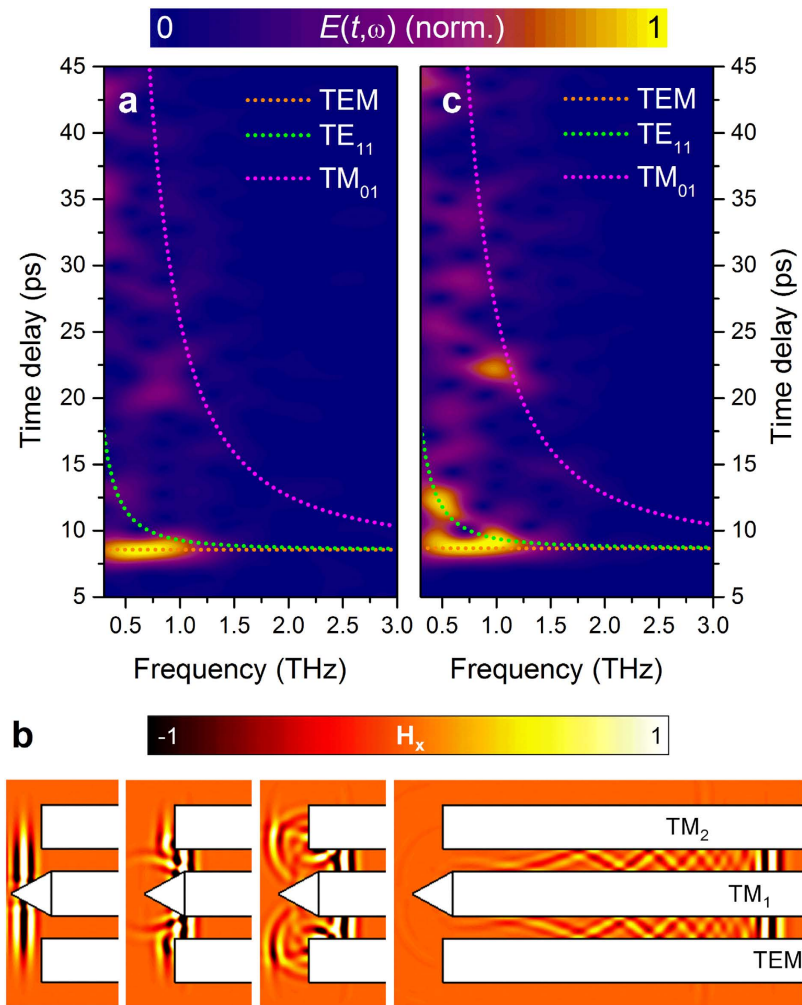 0 E(t,ω) (norm.) 1
a
TEM
TE₁₁
TM₀₁
c
TEM
TE₁₁
TM₀₁
45
40
35
30
25
20
15
10
5
Time delay (ps)
0.5 1.0 1.5 2.0 2.5 3.0
Frequency (THz)
0.5 1.0 1.5 2.0 2.5 3.0
Frequency (THz)
45
40
35
30
25
20
15
10
5
Time delay (ps)
b
-1 Hₓ 1
TM₂
TM₁
TEM